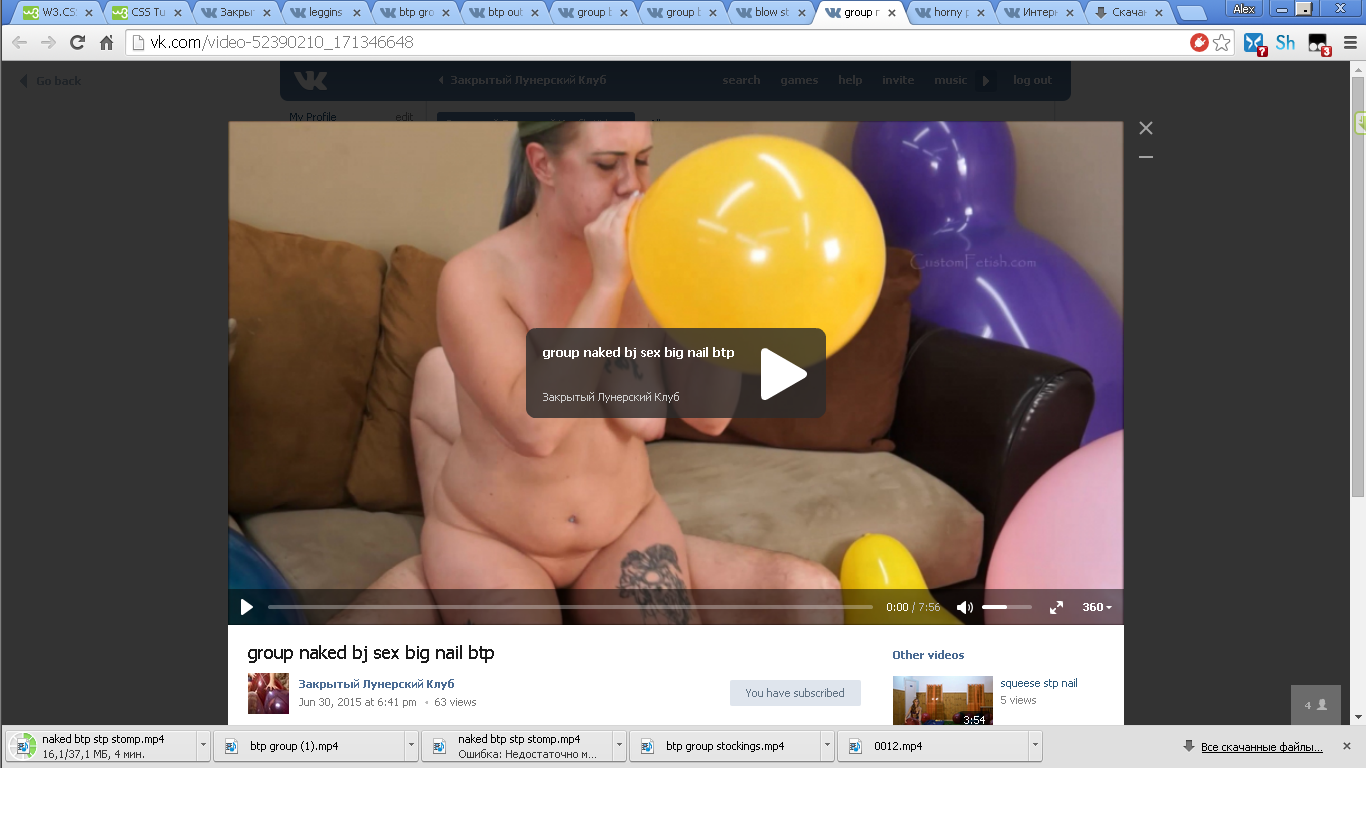 W3.CS
CSS Tu
Закрыт
leggins
btp gro
btp out
group b
group b
blow st
group n
horny p
Интерн
Скачан
Alex
vk.com/video-52390210_171346648
Sh
?
3
Go back
Закрытый Лунерский Клуб
search
games
help
invite
music
log out
My Profile
edit
CustomFetish.com
group naked bj sex big nail btp
Закрытый Лунерский Клуб
0:00 / 7:56
360
group naked bj sex big nail btp
Закрытый Лунерский Клуб
Jun 30, 2015 at 6:41 pm • 63 views
You have subscribed
Other videos
squeese stp nail
5 views
3:54
4
naked btp stp stomp.mp4
16,1/37,1 МБ, 4 мин.
btp group (1).mp4
naked btp stp stomp.mp4
Ошибка: Недостаточно м...
btp group stockings.mp4
0012.mp4
Все скачанные файлы...